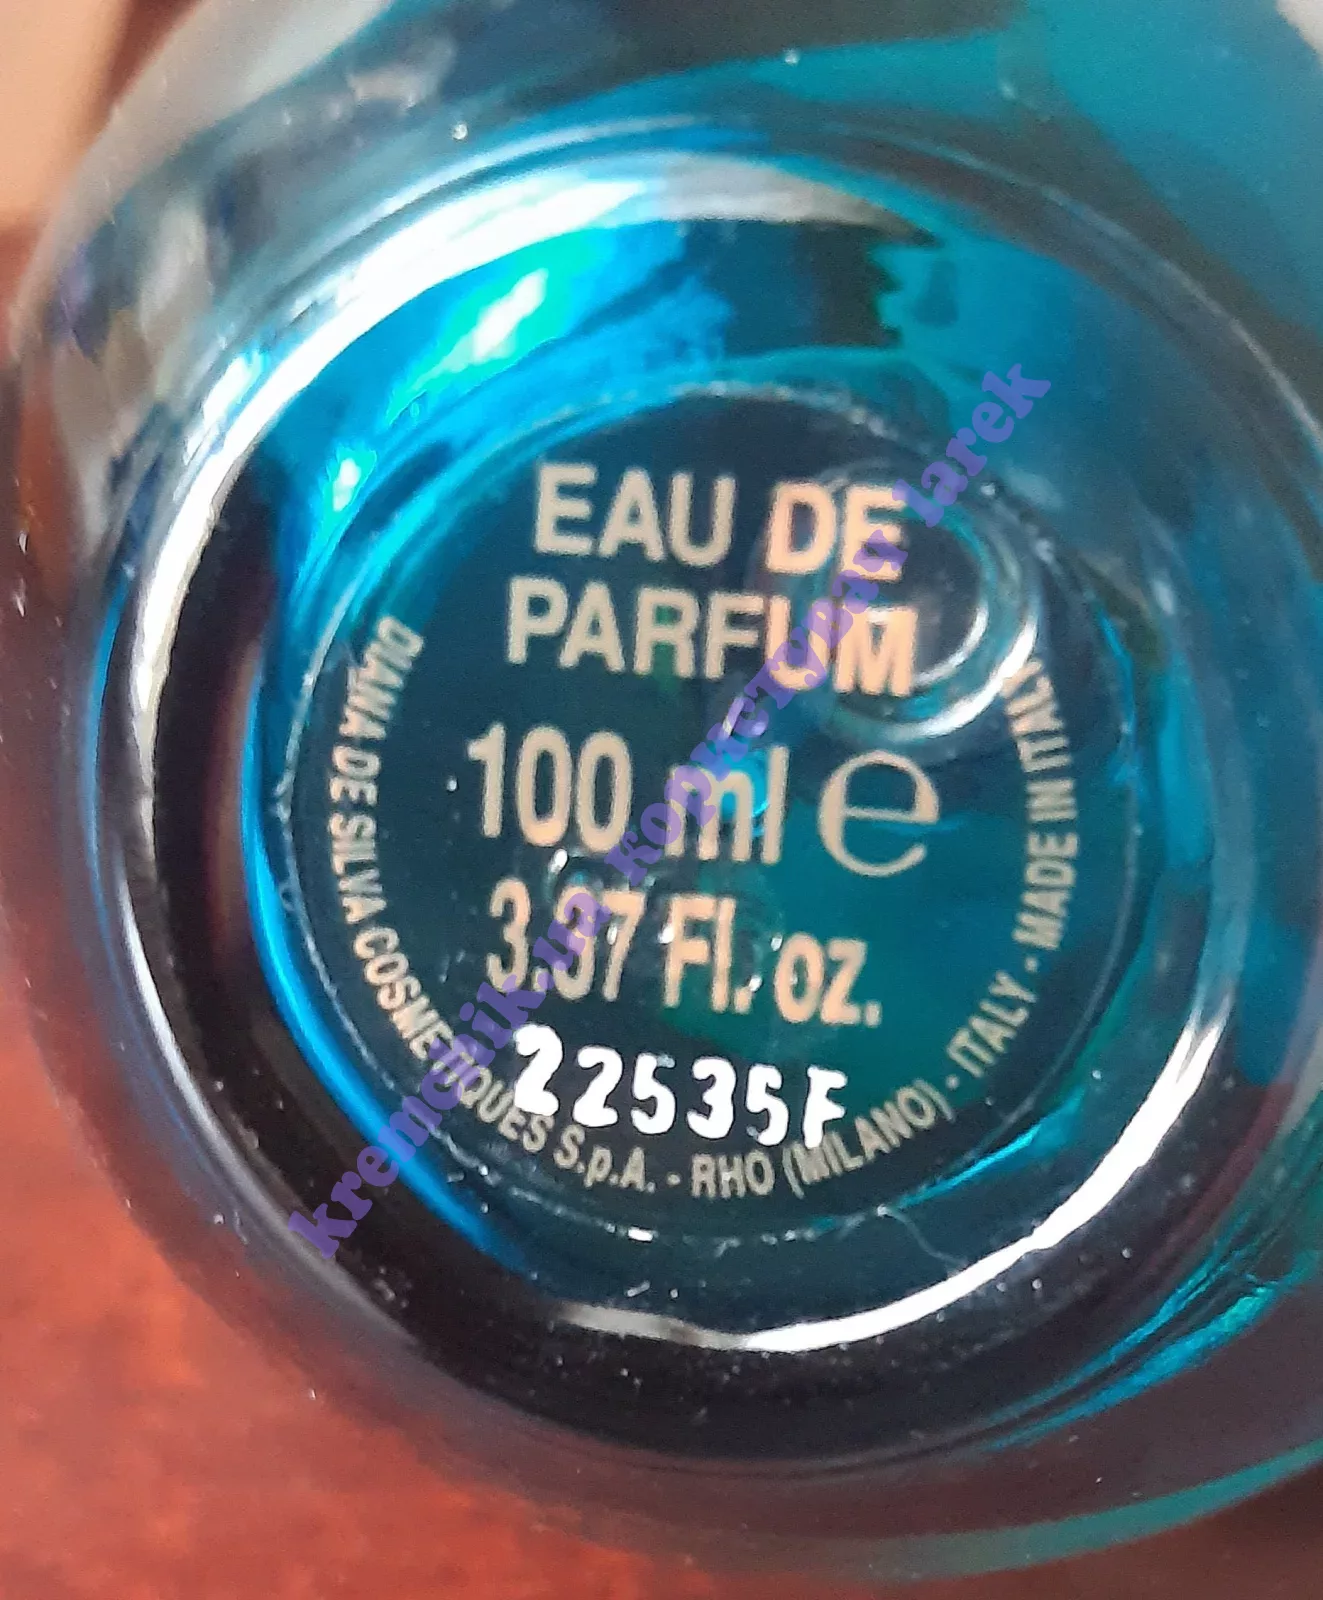 EAU DE
PARFUM
100 ml e
3.37 Fl. oz.
22535F
DIANA DE SILVA COSMETIQUES S.p.A. - RHO (MILANO) - ITALY - MADE IN ITALY
kremenik.ua користувач larek